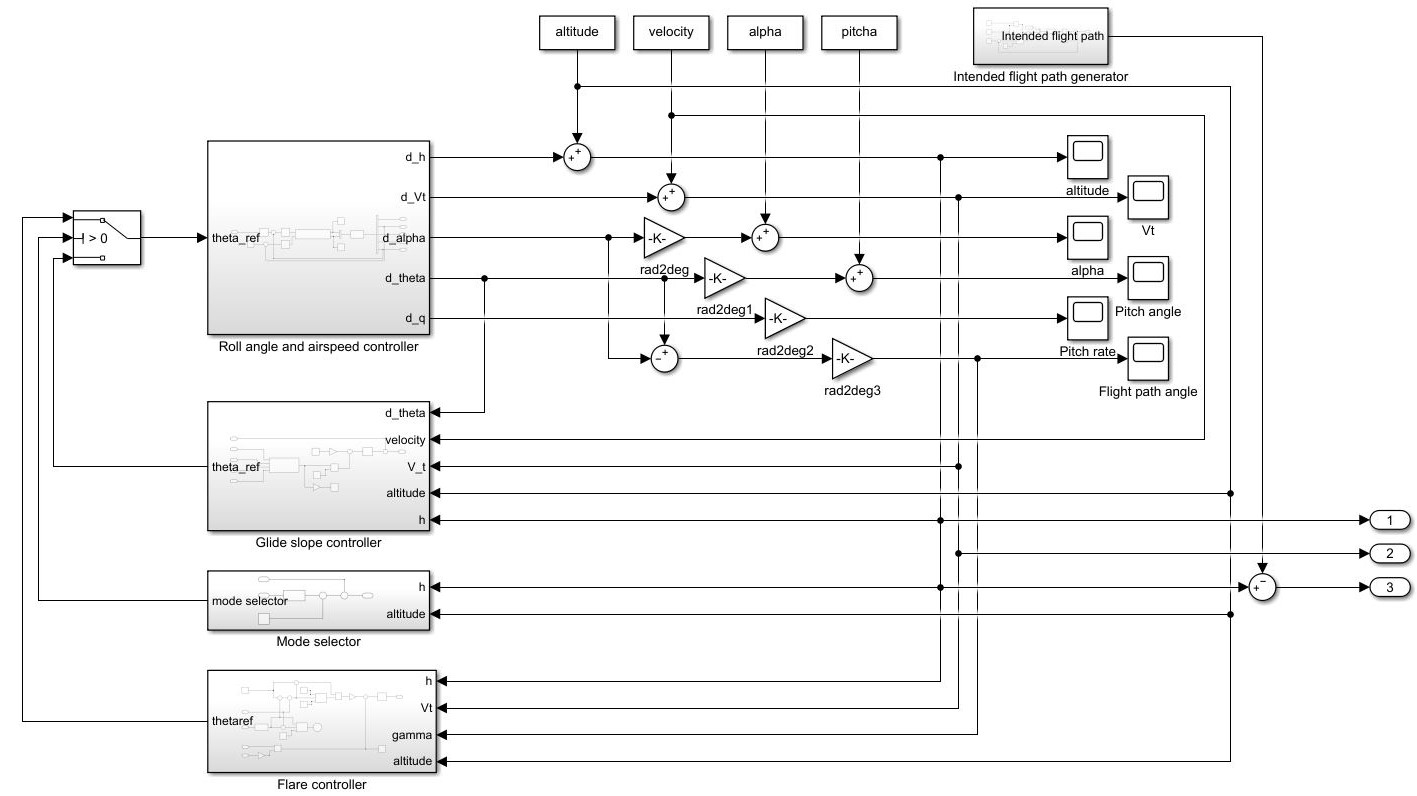 altitude
velocity
alpha
pitcha
Intended flight path
Intended flight path generator
d_h
altitude
d_Vt
Vt
theta_ref
d_alpha
-K-
rad2deg
alpha
> 0
d_theta
-K-
rad2deg1
Pitch angle
d_q
-K-
rad2deg2
Pitch rate
Roll angle and airspeed controller
-K-
rad2deg3
Flight path angle
d_theta
velocity
theta_ref
V_t
altitude
h
Glide slope controller
1
2
h
mode selector
altitude
Mode selector
3
h
Vt
thetaref
gamma
altitude
Flare controller